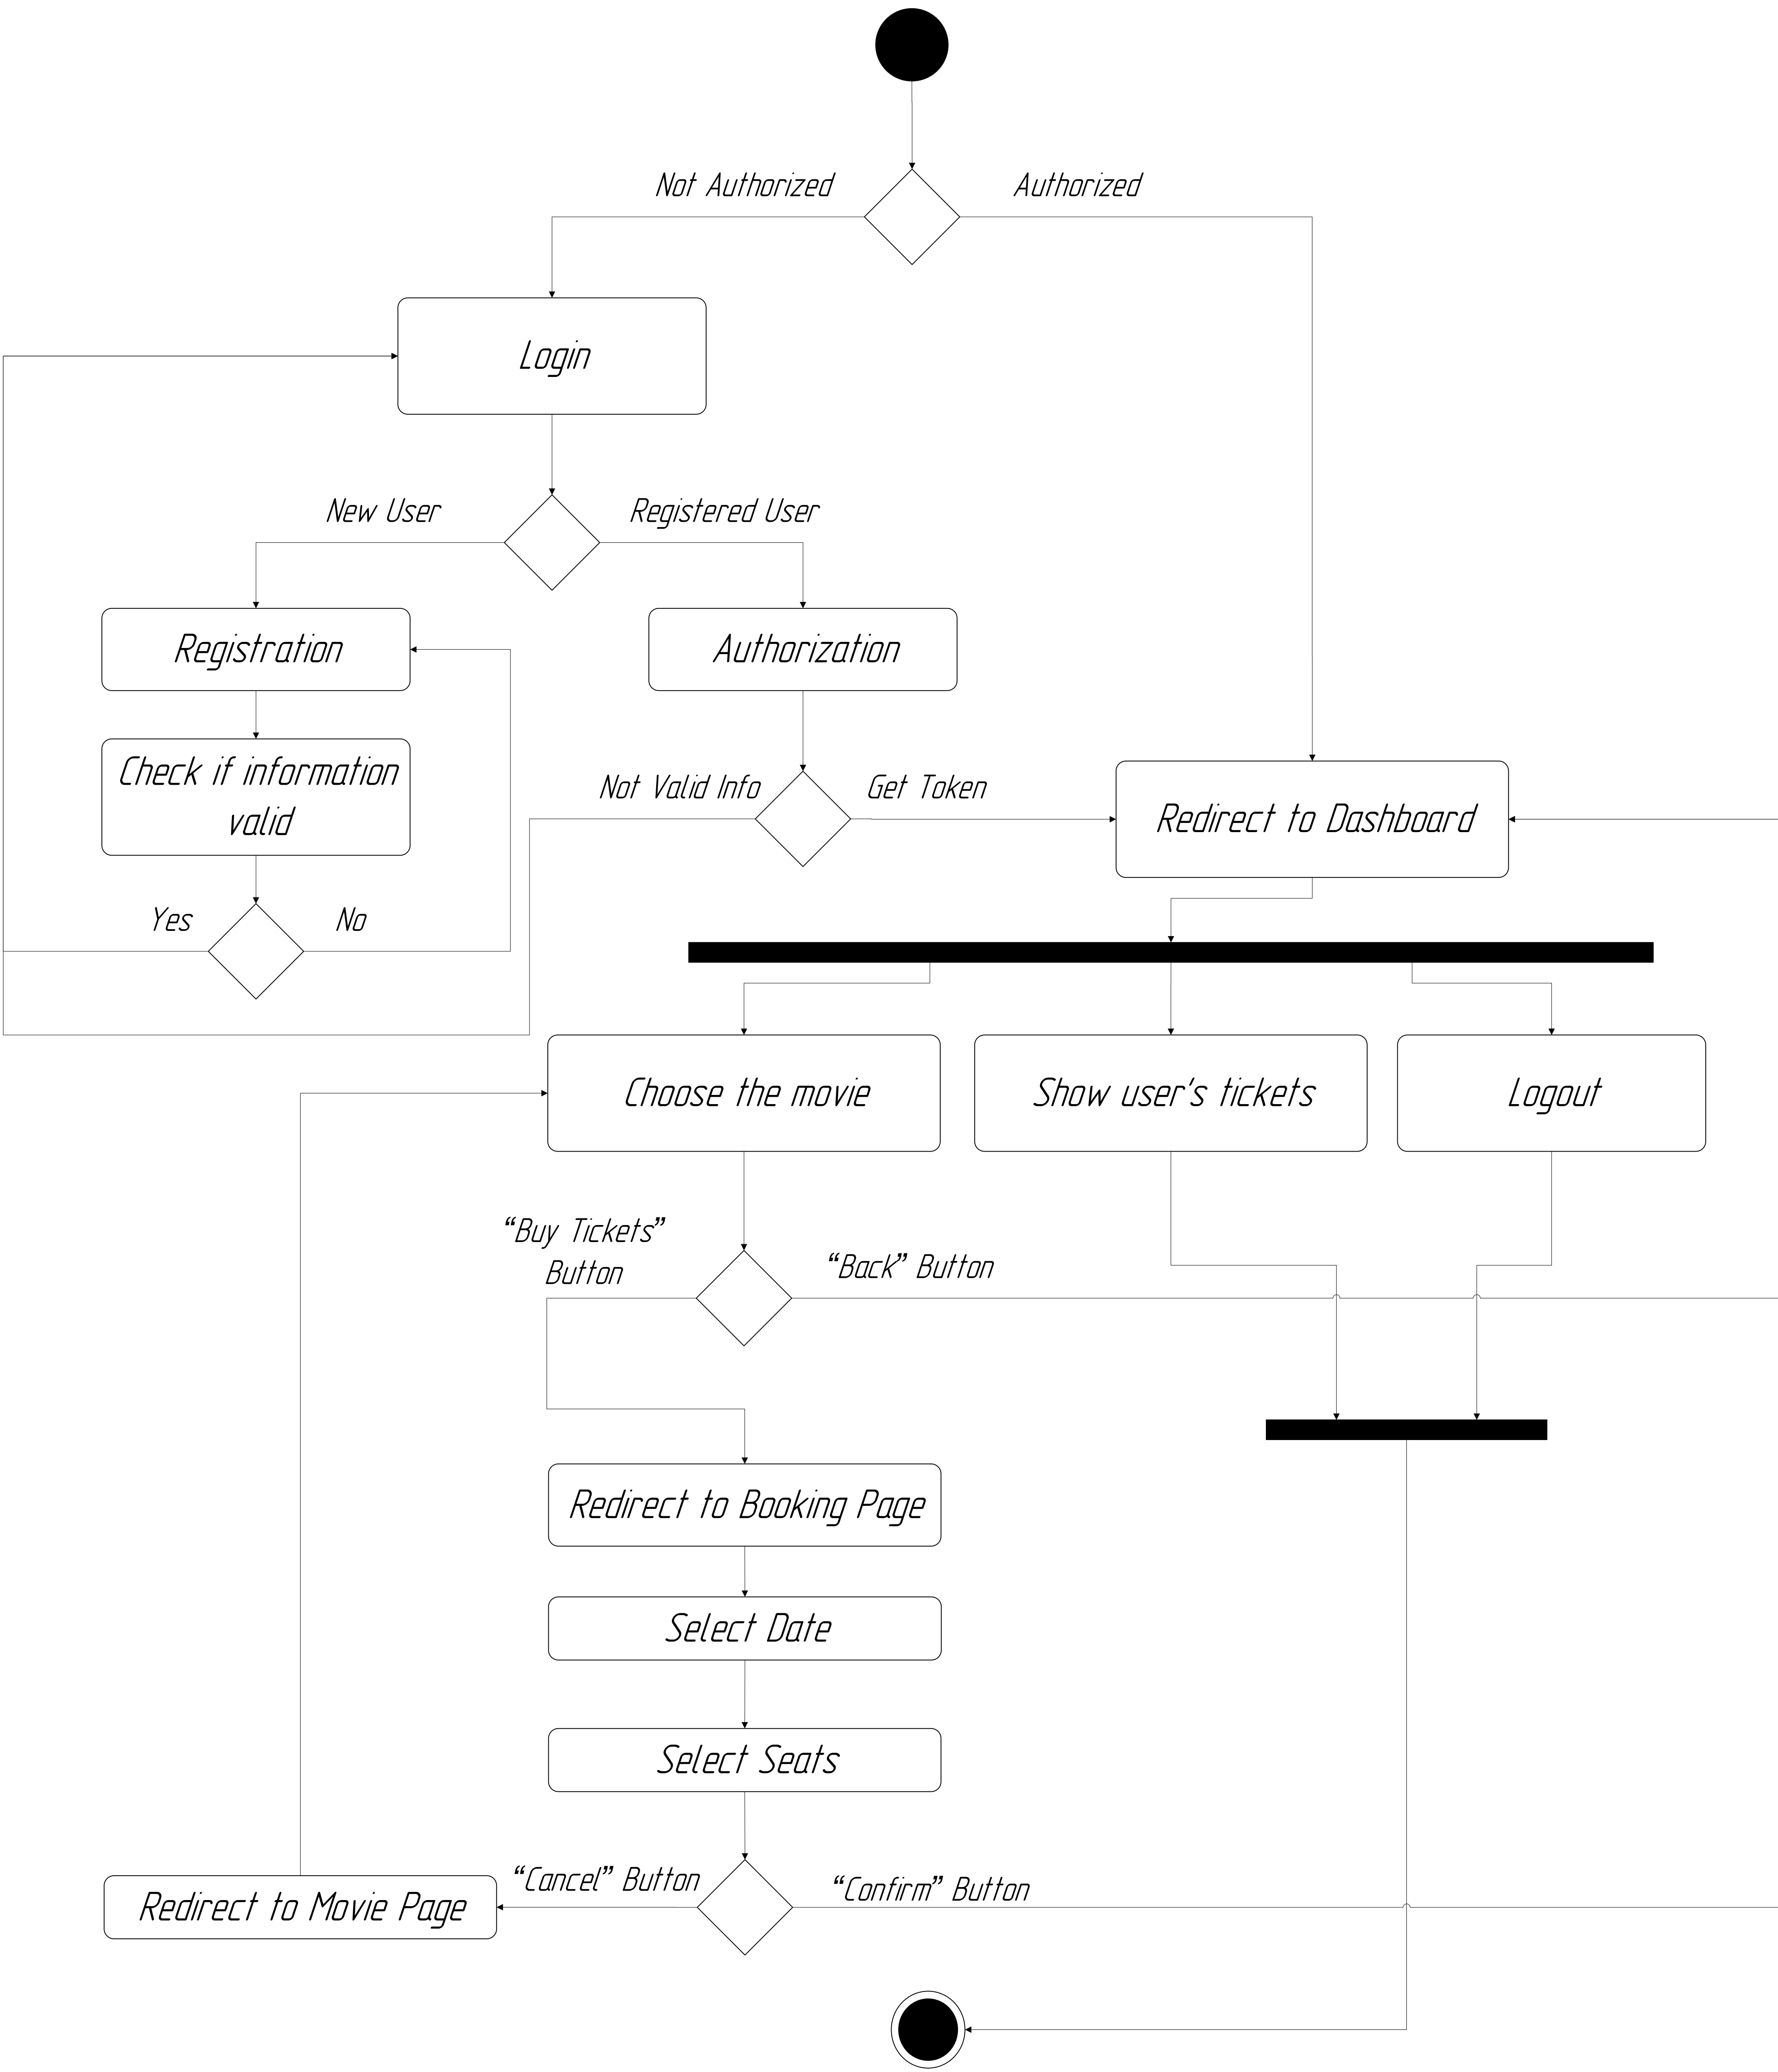 Not Authorized
Authorized
Login
New User
Registered User
Registration
Authorization
Check if information
valid
Not Valid Info
Get Token
Redirect to Dashboard
Yes
No
Choose the movie
Show user's tickets
Logout
“Buy Tickets”
Button
“Back” Button
Redirect to Booking Page
Select Date
Select Seats
“Cancel” Button
“Confirm” Button
Redirect to Movie Page